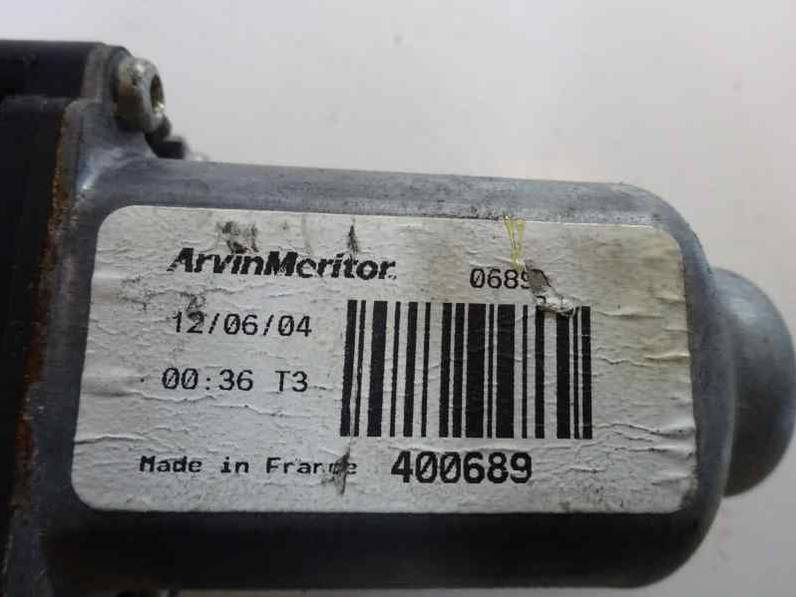 ArvinMeritor
12/06/04
00:36 T3
Made in France 400689